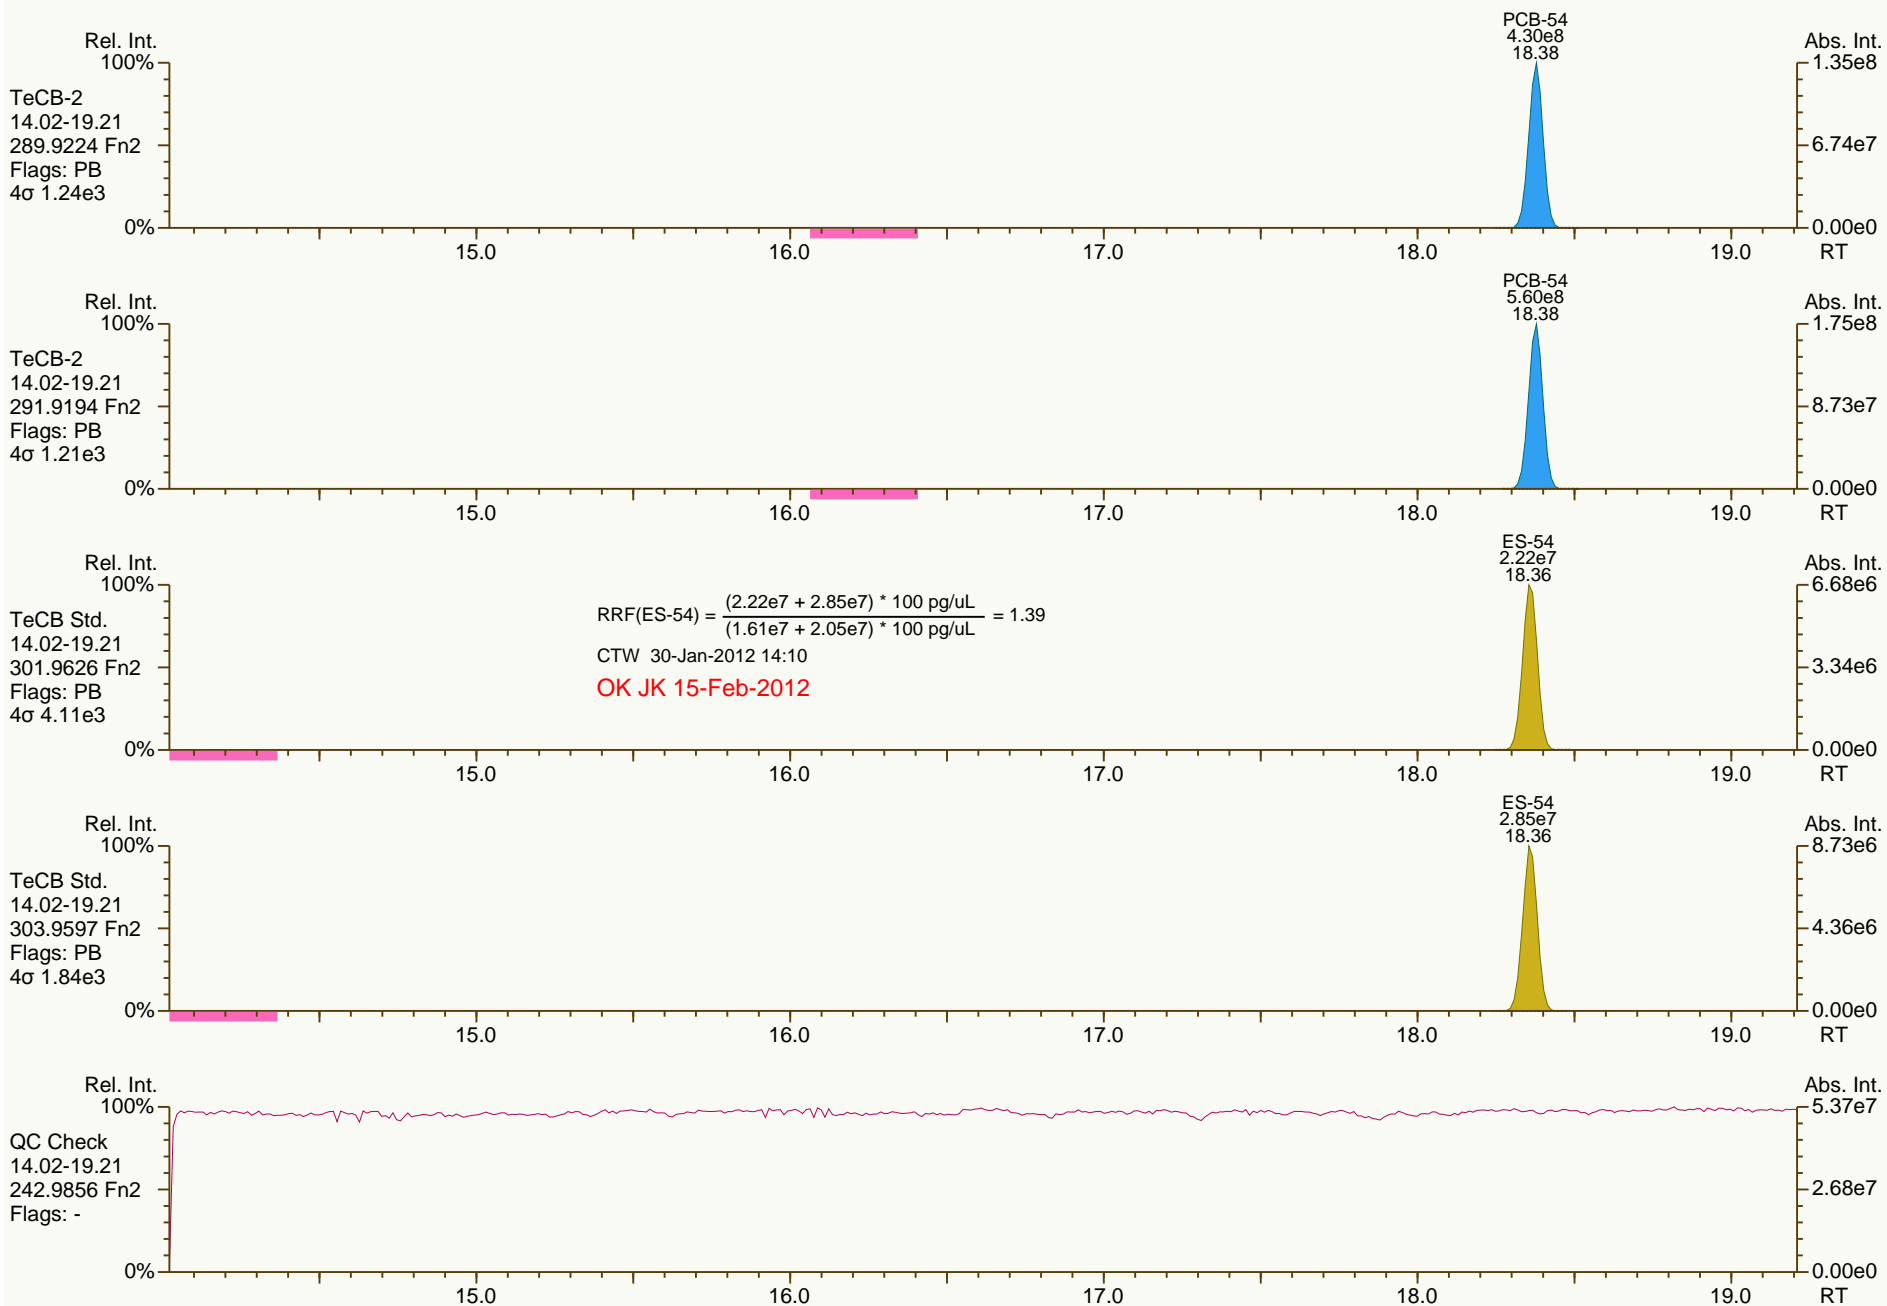 PCB-54
4.30e8
18.38
Rel. Int.
Abs. Int.
100%
1.35e8
TeCB-2
14.02-19.21
289.9224 Fn2
6.74e7
Flags: PB
4σ 1.24e3
0%
0.00e0
15.0 16.0 17.0 18.0 19.0 RT
PCB-54
5.60e8
18.38
Rel. Int.
Abs. Int.
100%
1.75e8
TeCB-2
14.02-19.21
291.9194 Fn2
8.73e7
Flags: PB
4σ 1.21e3
0%
0.00e0
15.0 16.0 17.0 18.0 19.0 RT
ES-54
2.22e7
18.36
Rel. Int.
Abs. Int.
100%
6.68e6
TeCB Std.
14.02-19.21
301.9626 Fn2
3.34e6
Flags: PB
4σ 4.11e3
(2.22e7 + 2.85e7) * 100 pg/uL
RRF(ES-54) = = 1.39
(1.61e7 + 2.05e7) * 100 pg/uL
CTW 30-Jan-2012 14:10
OK JK 15-Feb-2012
0%
0.00e0
15.0 16.0 17.0 18.0 19.0 RT
ES-54
2.85e7
18.36
Rel. Int.
Abs. Int.
100%
8.73e6
TeCB Std.
14.02-19.21
303.9597 Fn2
4.36e6
Flags: PB
4σ 1.84e3
0%
0.00e0
15.0 16.0 17.0 18.0 19.0 RT
Rel. Int.
Abs. Int.
100%
5.37e7
QC Check
14.02-19.21
242.9856 Fn2
2.68e7
Flags: -
0%
0.00e0
15.0 16.0 17.0 18.0 19.0 RT